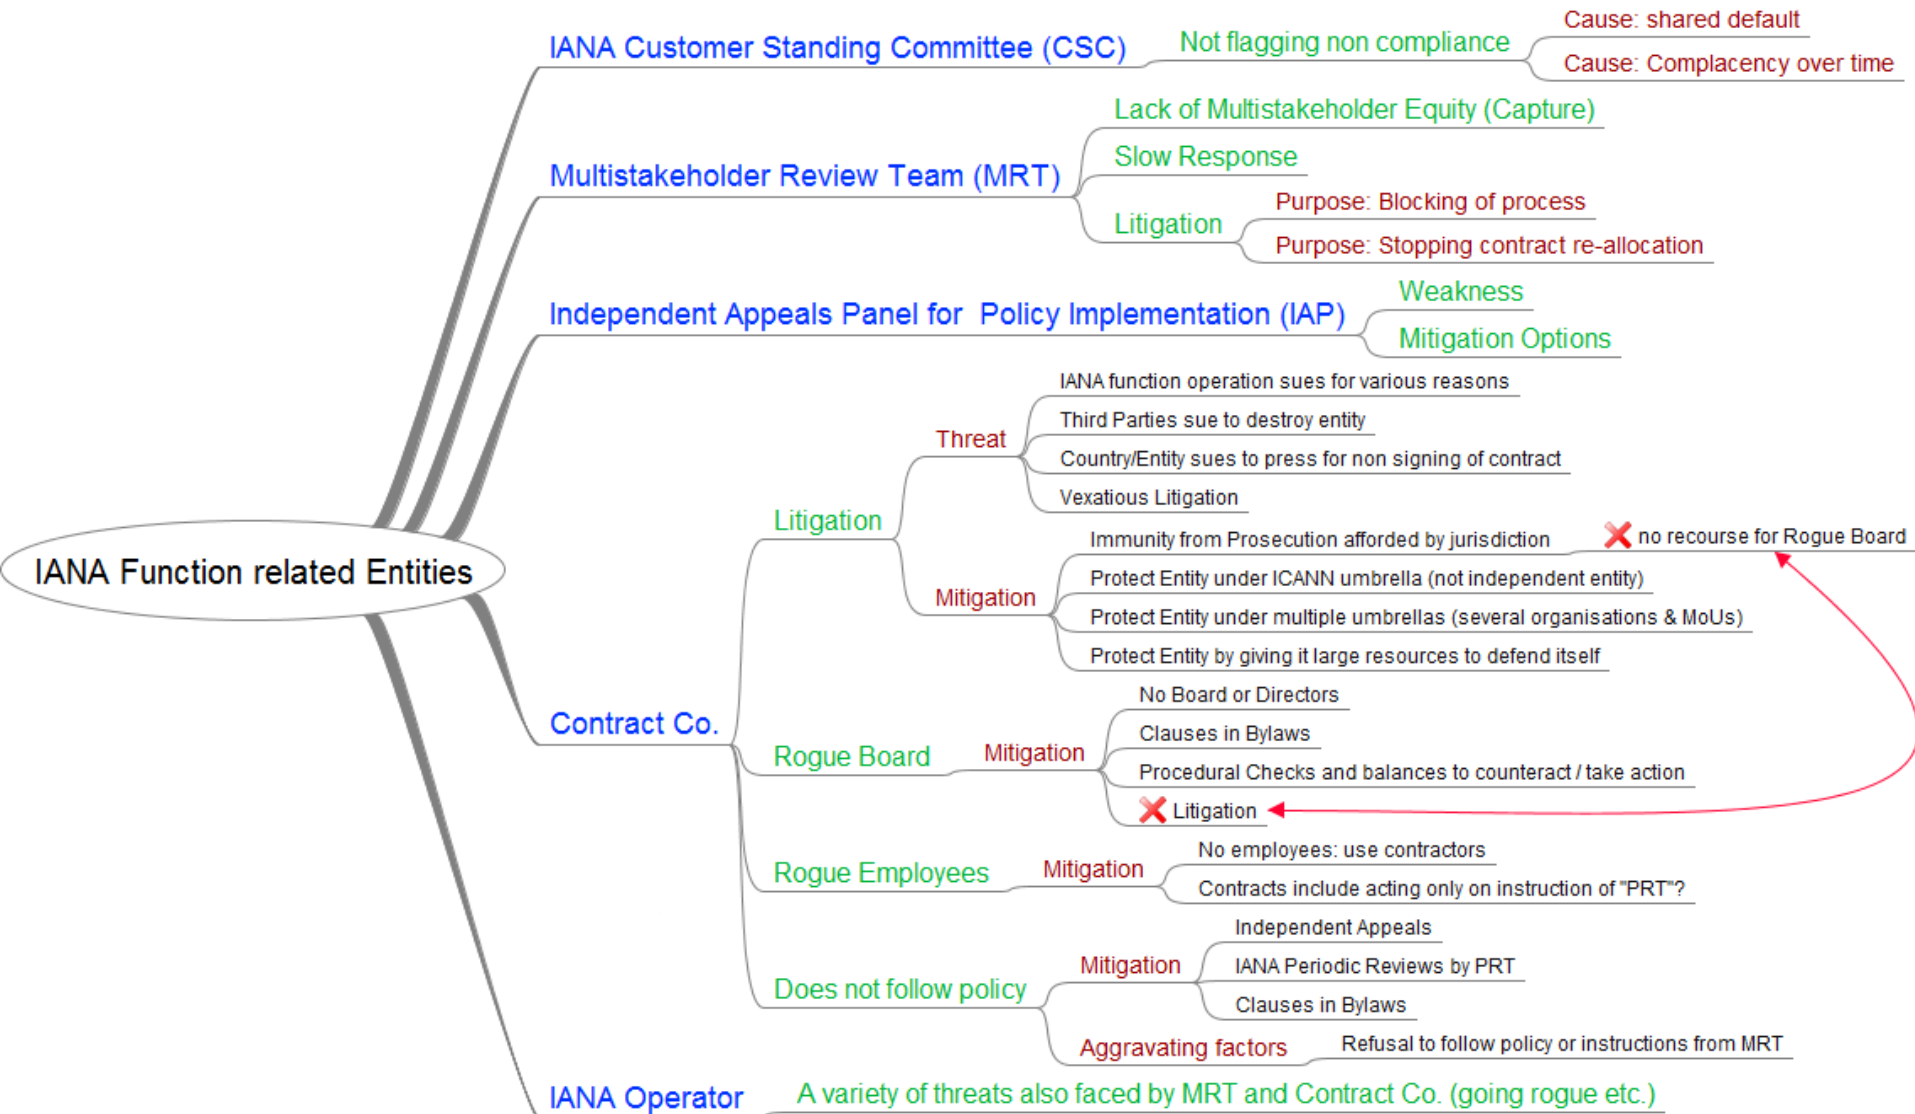 IANA Function related Entities
IANA Customer Standing Committee (CSC)
Not flagging non compliance
Cause: shared default
Cause: Complacency over time
Multistakeholder Review Team (MRT)
Lack of Multistakeholder Equity (Capture)
Slow Response
Litigation
Purpose: Blocking of process
Purpose: Stopping contract re-allocation
Independent Appeals Panel for Policy Implementation (IAP)
Weakness
Mitigation Options
Contract Co.
Litigation
Threat
IANA function operation sues for various reasons
Third Parties sue to destroy entity
Country/Entity sues to press for non signing of contract
Vexatious Litigation
Mitigation
Immunity from Prosecution afforded by jurisdiction
no recourse for Rogue Board
Protect Entity under ICANN umbrella (not independent entity)
Protect Entity under multiple umbrellas (several organisations & MoUs)
Protect Entity by giving it large resources to defend itself
Rogue Board
Mitigation
No Board or Directors
Clauses in Bylaws
Procedural Checks and balances to counteract / take action
Litigation
Rogue Employees
Mitigation
No employees: use contractors
Contracts include acting only on instruction of "PRT"?
Does not follow policy
Mitigation
Independent Appeals
IANA Periodic Reviews by PRT
Clauses in Bylaws
Aggravating factors
Refusal to follow policy or instructions from MRT
IANA Operator
A variety of threats also faced by MRT and Contract Co. (going rogue etc.)